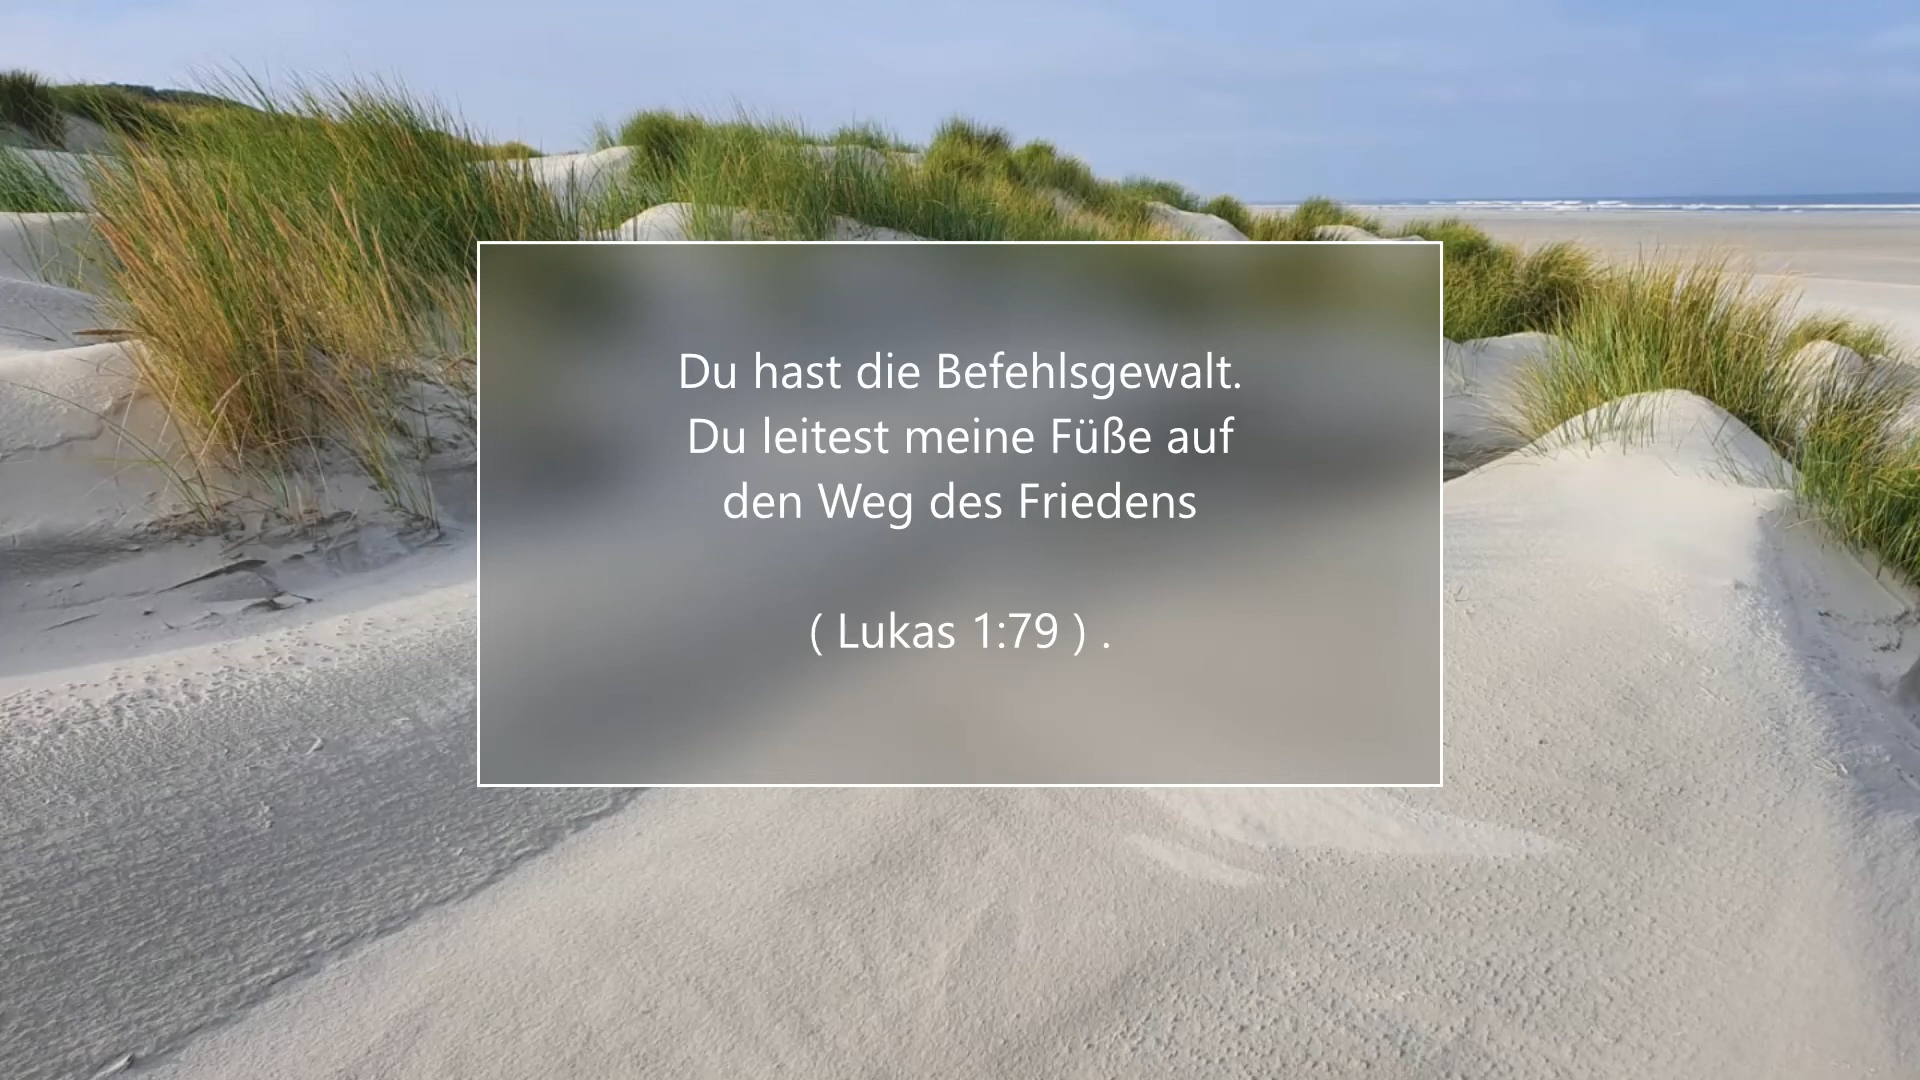 Du hast die Befehlsgewalt.
Du leitest meine Füße auf
den Weg des Friedens
( Lukas 1:79 ) .